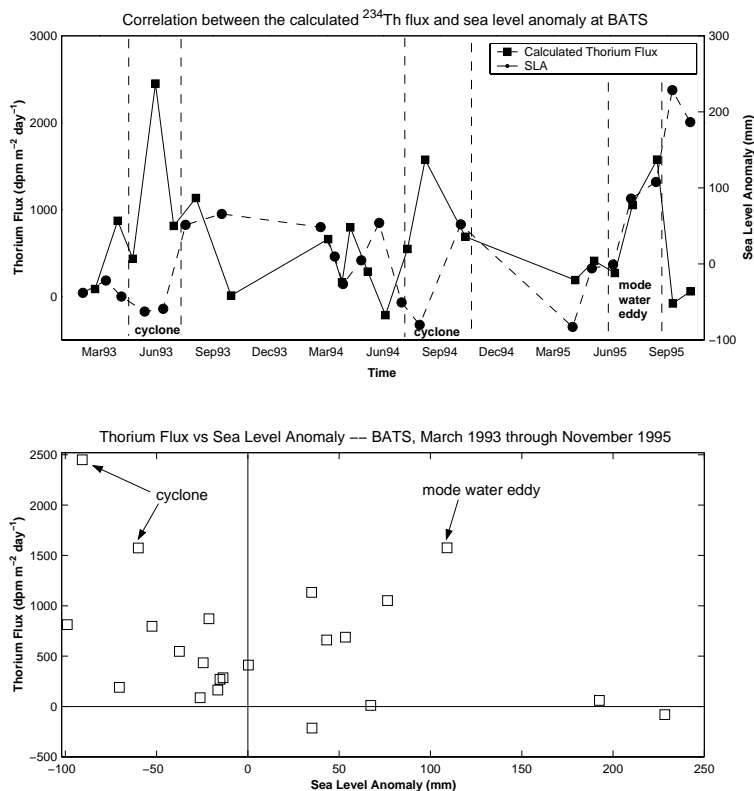 Correlation between the calculated ²³⁴Th flux and sea level anomaly at BATS
3000
2000
1000
0
Thorium Flux (dpm m⁻² day⁻¹)
300
200
100
0
−100
Sea Level Anomaly (mm)
Calculated Thorium Flux
SLA
cyclone
cyclone
mode
water
eddy
Mar93 Jun93 Sep93 Dec93 Mar94 Jun94 Sep94 Dec94 Mar95 Jun95 Sep95
Time
Thorium Flux vs Sea Level Anomaly −− BATS, March 1993 through November 1995
2500
2000
1500
1000
500
0
−500
Thorium Flux (dpm m⁻² day⁻¹)
cyclone
mode water eddy
−100 −50 0 50 100 150 200 250
Sea Level Anomaly (mm)